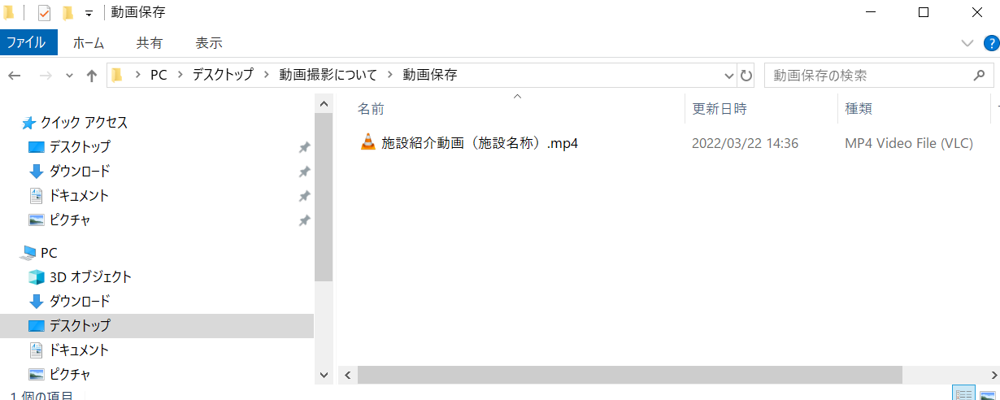 動画保存
ファイル ホーム 共有 表示 ?
PC デスクトップ 動画撮影について 動画保存 動画保存の検索
名前 更新日時 種類
クイック アクセス
施設紹介動画（施設名称）.mp4 2022/03/22 14:36 MP4 Video File (VLC)
デスクトップ
ダウンロード
ドキュメント
ピクチャ
PC
3D オブジェクト
ダウンロード
デスクトップ
ドキュメント
ピクチャ
1 個の項目